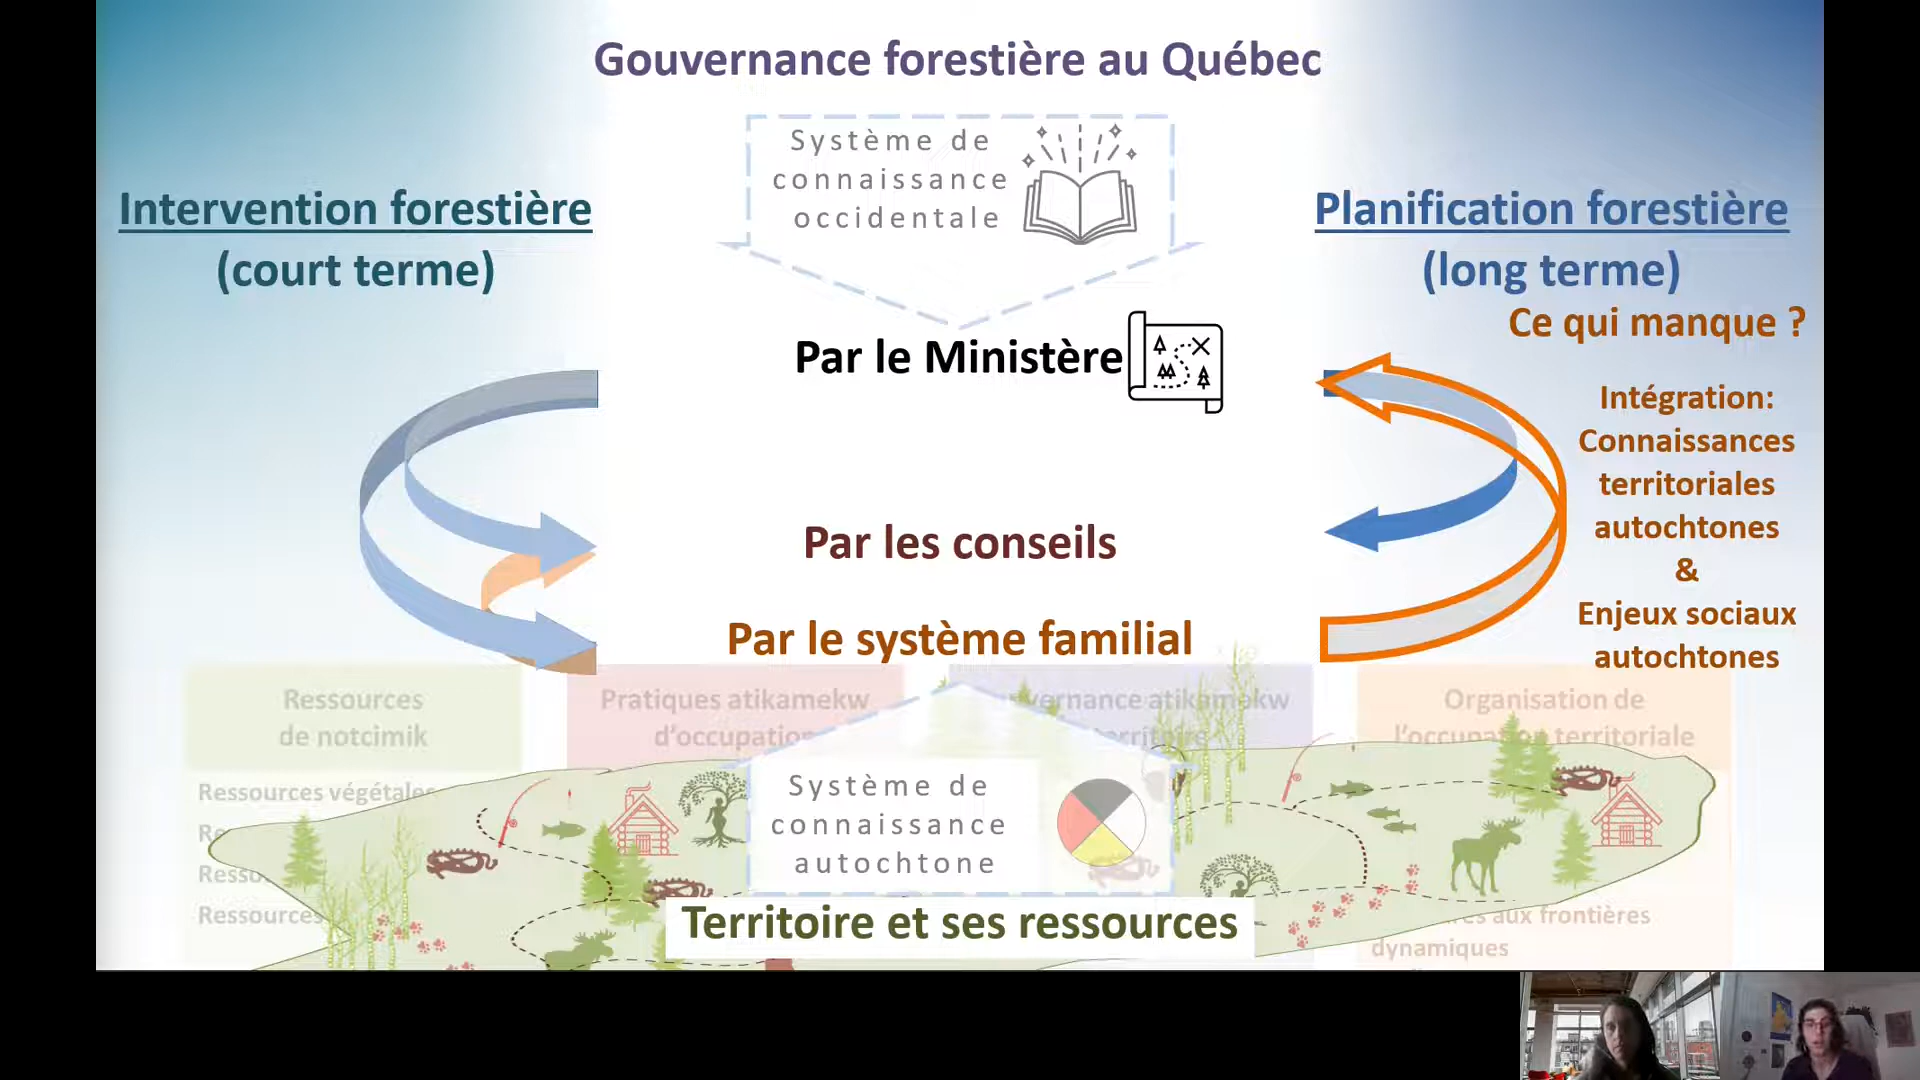 Gouvernance forestière au Québec
Système de
connaissance
occidentale
Intervention forestière
(court terme)
Planification forestière
(long terme)
Ce qui manque ?
Par le Ministère
Intégration:
Connaissances
territoriales
autochtones
&
Enjeux sociaux
autochtones
Par les conseils
Par le système familial
Ressources
de notcimik
Pratiques atikamekw
d'occupation
atikamekw
territoire
Organisation de
l'occupation territoriale
Ressources végétales
Ressources
Système de
connaissance
autochtone
Territoire et ses ressources
aux frontières
dynamiques